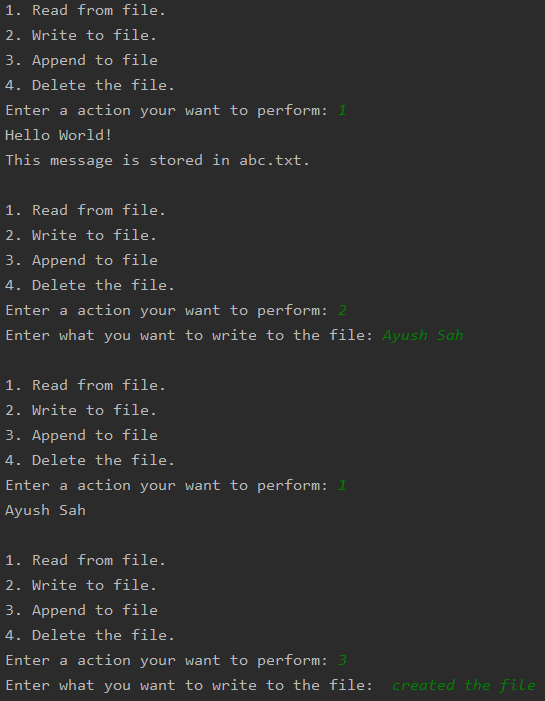 1. Read from file.
2. Write to file.
3. Append to file
4. Delete the file.
Enter a action your want to perform: 1
Hello World!
This message is stored in abc.txt.
1. Read from file.
2. Write to file.
3. Append to file
4. Delete the file.
Enter a action your want to perform: 2
Enter what you want to write to the file: Ayush Sah
1. Read from file.
2. Write to file.
3. Append to file
4. Delete the file.
Enter a action your want to perform: 1
Ayush Sah
1. Read from file.
2. Write to file.
3. Append to file
4. Delete the file.
Enter a action your want to perform: 3
Enter what you want to write to the file:  created the file